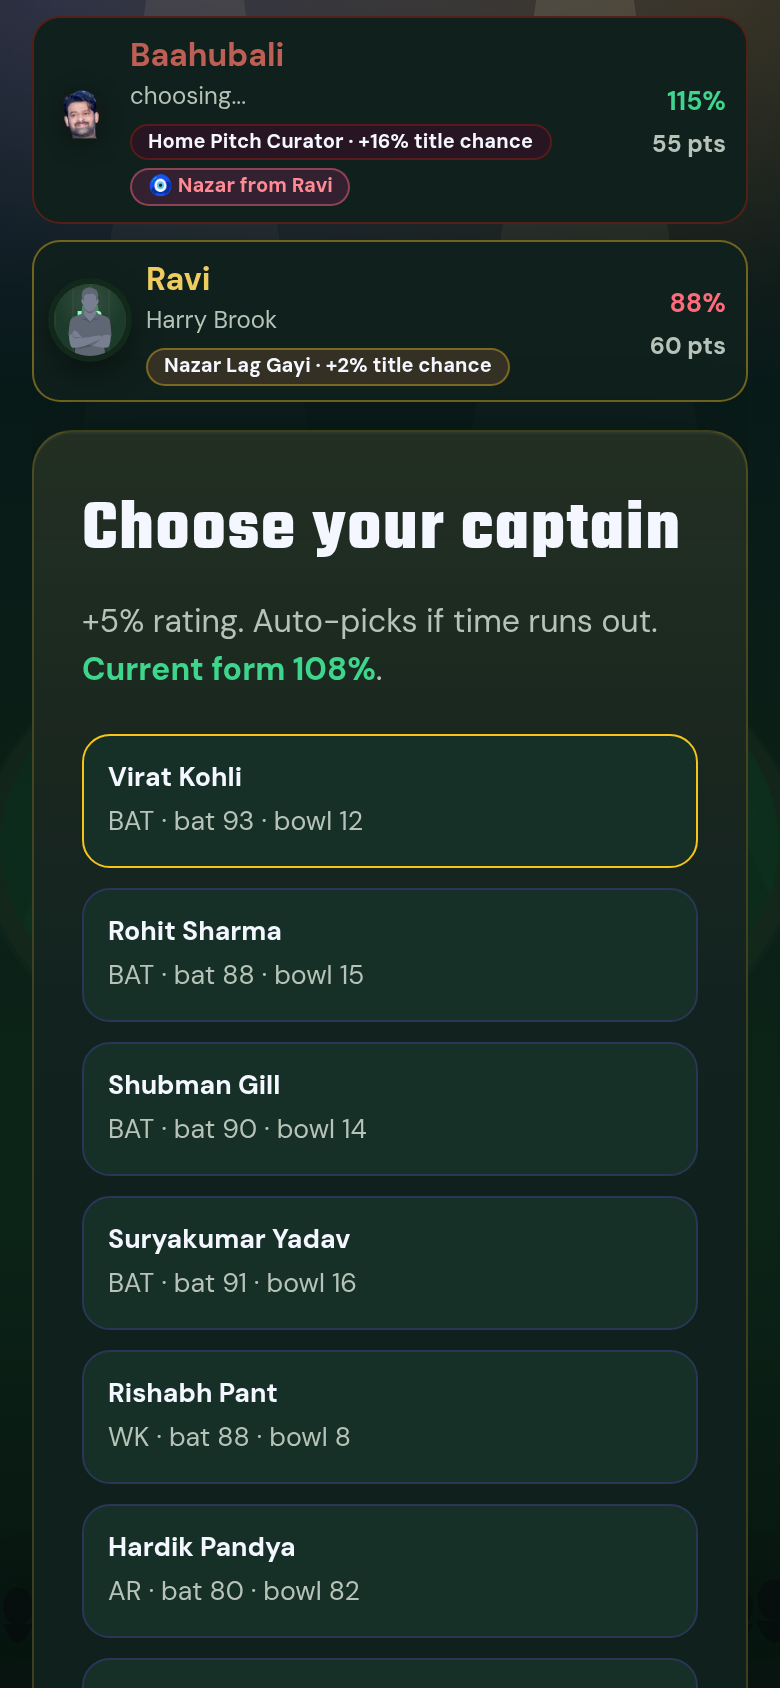 Baahubali
choosing...
115%
Home Pitch Curator · +16% title chance
55 pts
🧿 Nazar from Ravi
Ravi
88%
Harry Brook
60 pts
Nazar Lag Gayi · +2% title chance
Choose your captain
+5% rating. Auto-picks if time runs out.
Current form 108%.
Virat Kohli
BAT · bat 93 · bowl 12
Rohit Sharma
BAT · bat 88 · bowl 15
Shubman Gill
BAT · bat 90 · bowl 14
Suryakumar Yadav
BAT · bat 91 · bowl 16
Rishabh Pant
WK · bat 88 · bowl 8
Hardik Pandya
AR · bat 80 · bowl 82